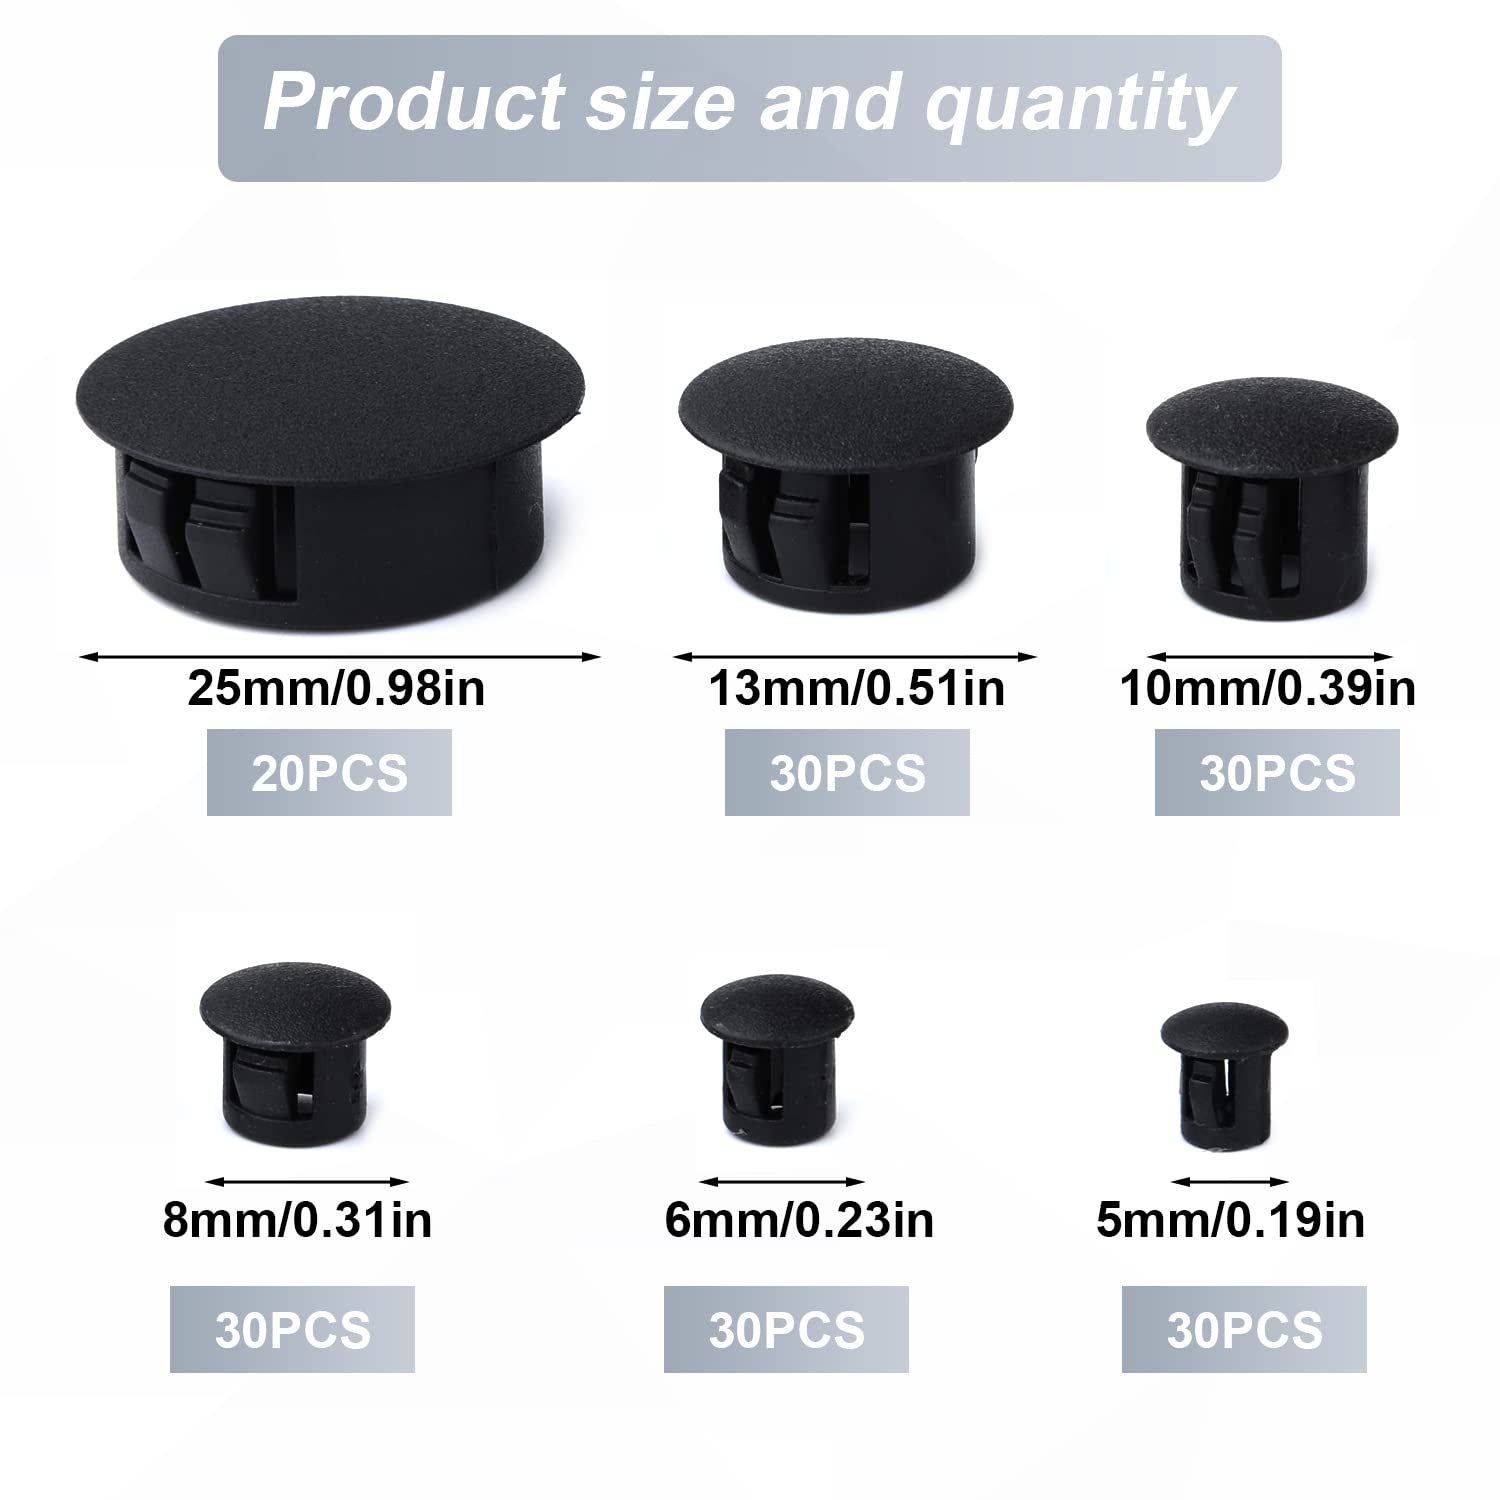 Product size and quantity
25mm/0.98in
13mm/0.51in
10mm/0.39in
20PCS
30PCS
30PCS
8mm/0.31in
6mm/0.23in
5mm/0.19in
30PCS
30PCS
30PCS